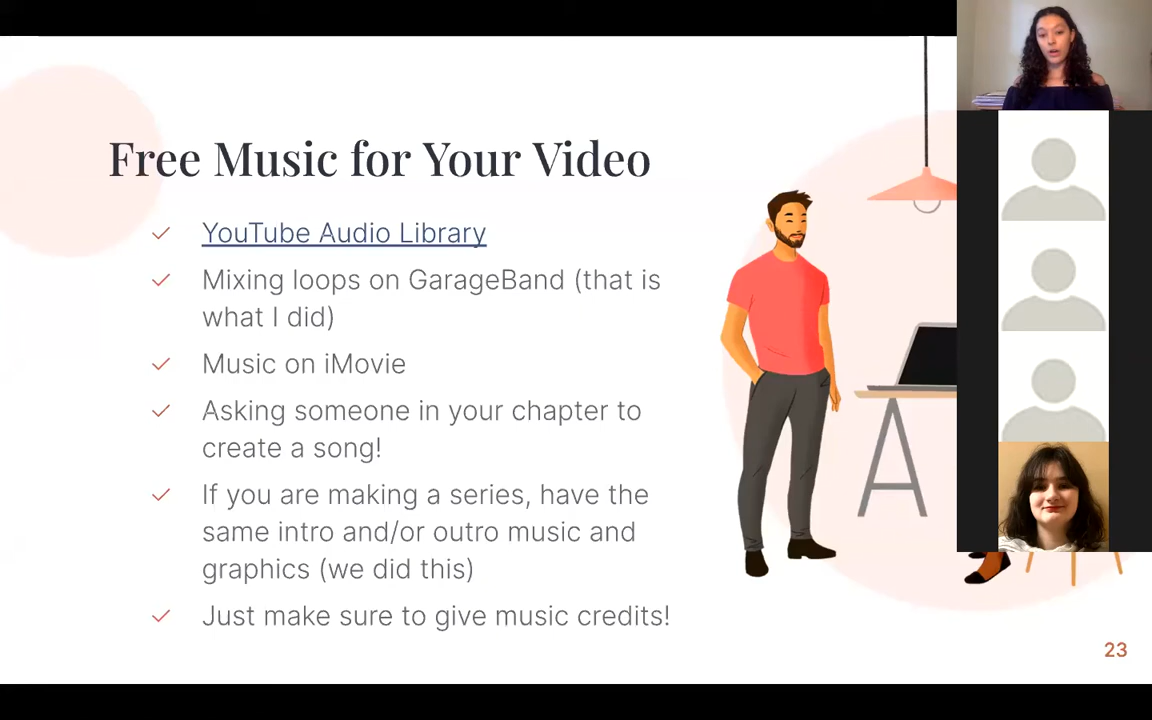 Free Music for Your Video
YouTube Audio Library
Mixing loops on GarageBand (that is
what I did)
Music on iMovie
Asking someone in your chapter to
create a song!
If you are making a series, have the
same intro and/or outro music and
graphics (we did this)
Just make sure to give music credits!
23